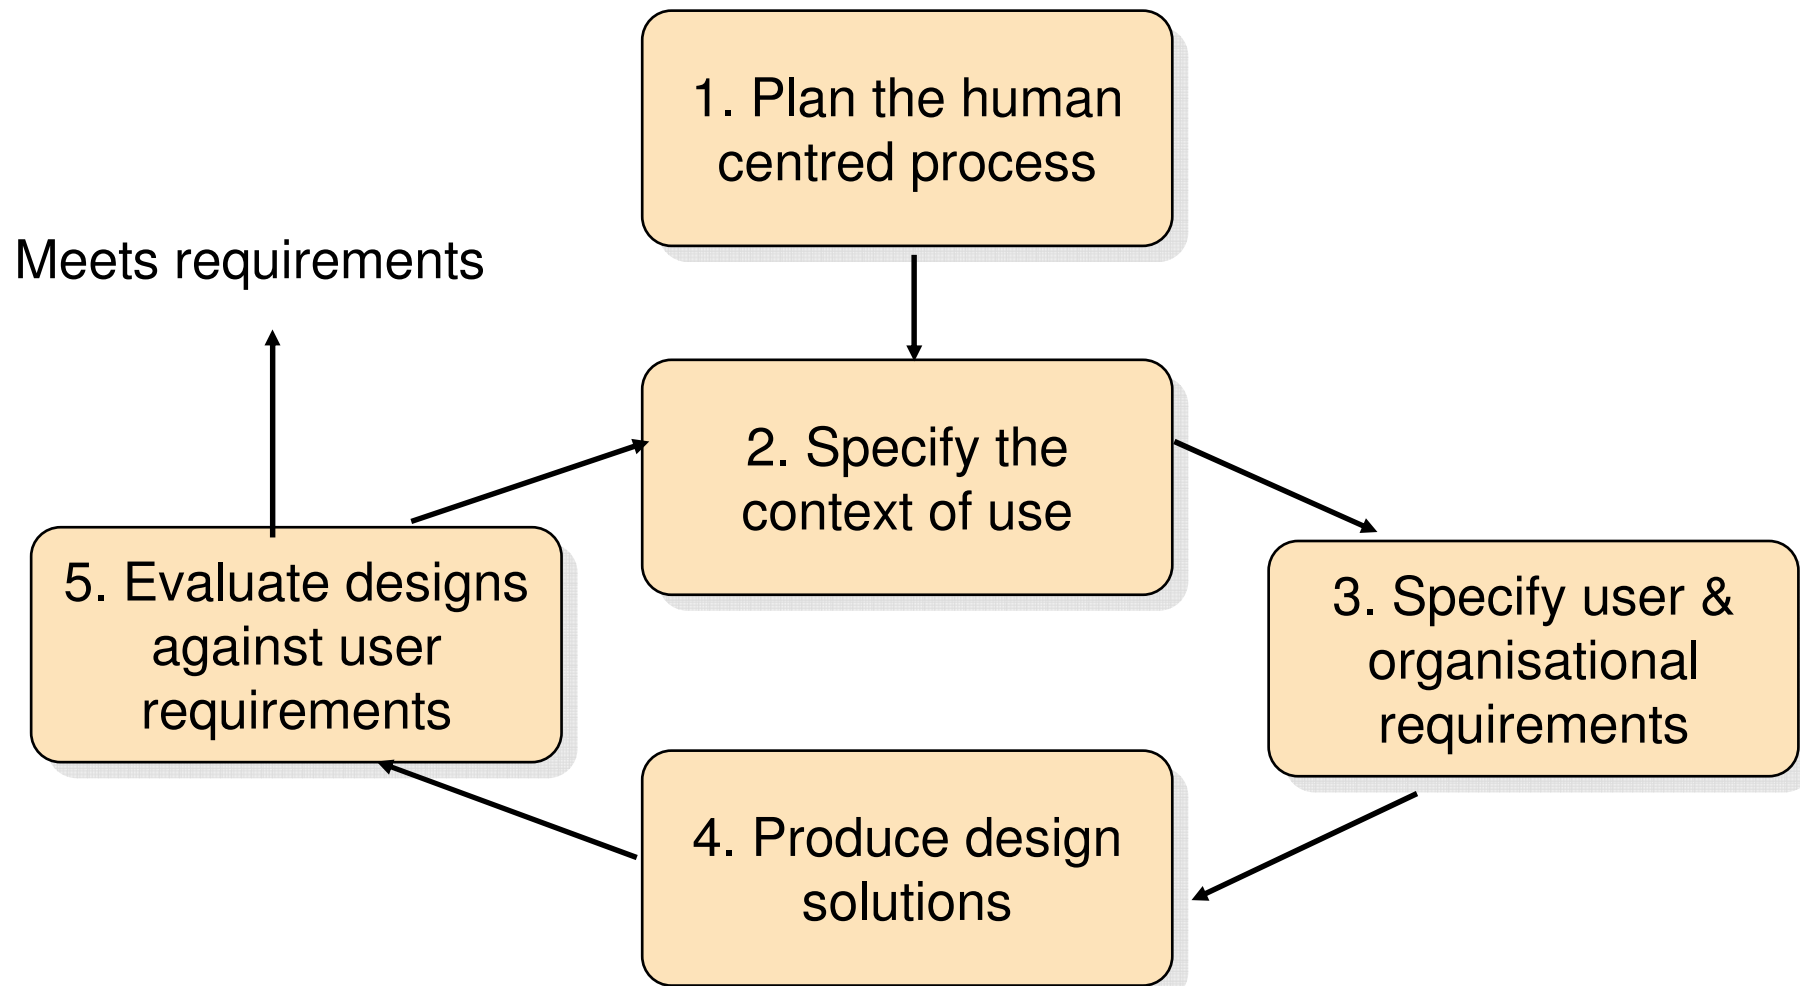 1. Plan the human
centred process
Meets requirements
2. Specify the
context of use
3. Specify user &
organisational
requirements
4. Produce design
solutions
5. Evaluate designs
against user
requirements